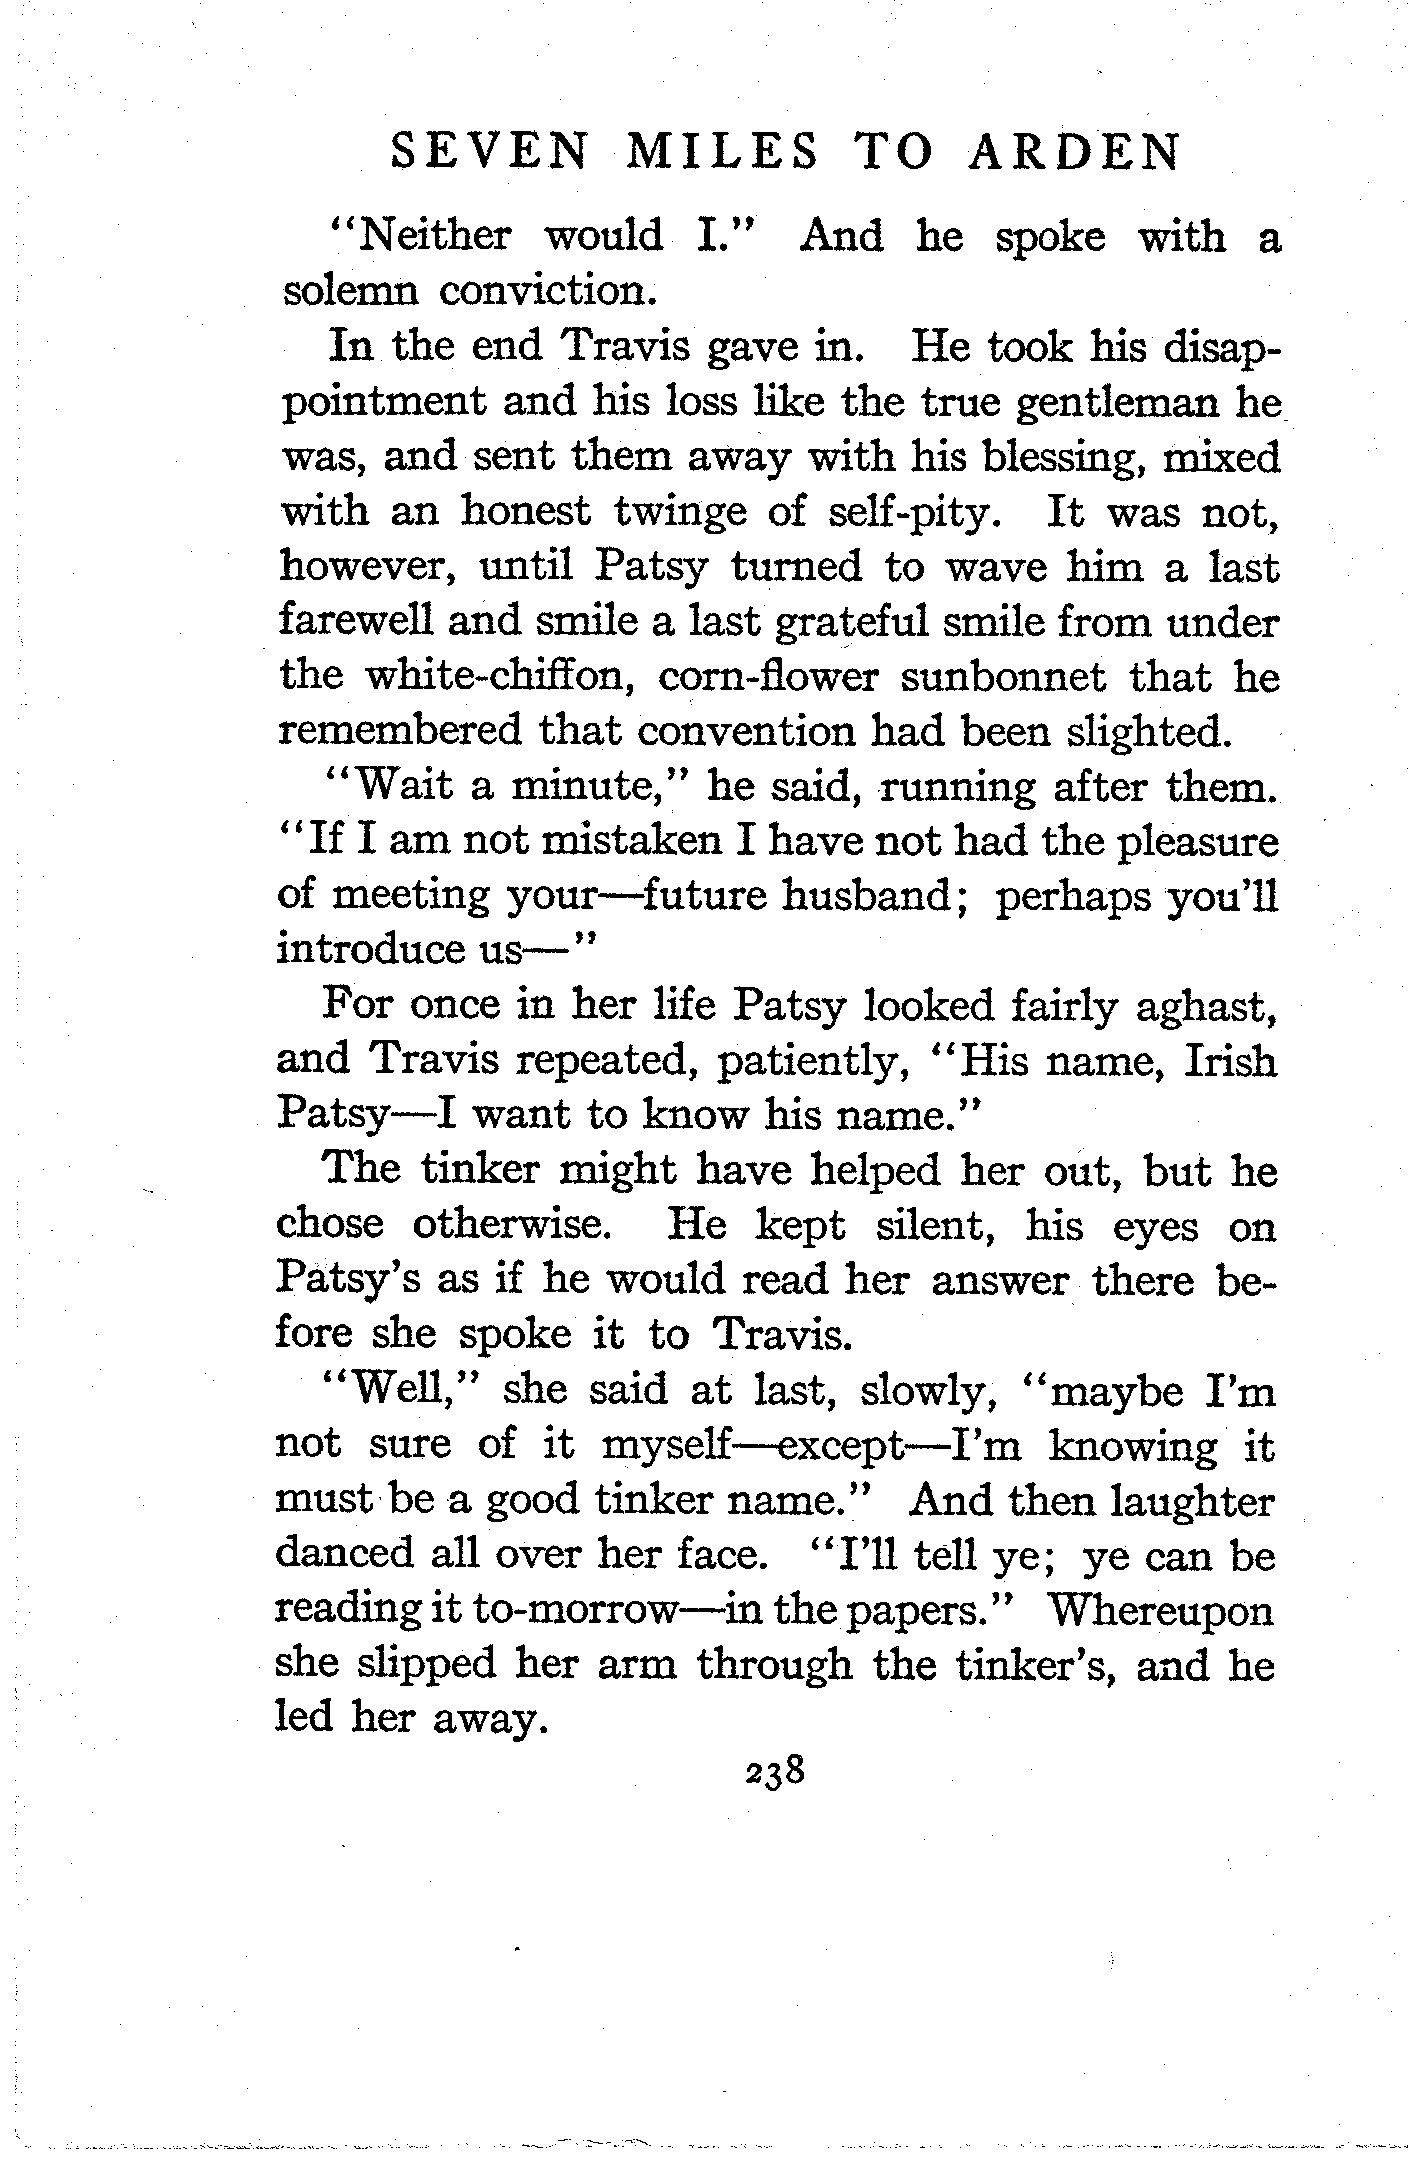 SEVEN MILES TO ARDEN
"Neither would I." And he spoke with a
solemn conviction.
In the end Travis gave in. He took his disap-
pointment and his loss like the true gentleman he
was, and sent them away with his blessing, mixed
with an honest twinge of self-pity. It was not,
however, until Patsy turned to wave him a last
farewell and smile a last grateful smile from under
the white-chiffon, corn-flower sunbonnet that he
remembered that convention had been slighted.
"Wait a minute," he said, running after them.
"If I am not mistaken I have not had the pleasure
of meeting your—future husband; perhaps you'll
introduce us—"
For once in her life Patsy looked fairly aghast,
and Travis repeated, patiently, "His name, Irish
Patsy—I want to know his name."
The tinker might have helped her out, but he
chose otherwise. He kept silent, his eyes on
Patsy's as if he would read her answer there be-
fore she spoke it to Travis.
"Well," she said at last, slowly, "maybe I'm
not sure of it myself—except—I'm knowing it
must be a good tinker name." And then laughter
danced all over her face. "I'll tell ye; ye can be
reading it to-morrow—in the papers." Whereupon
she slipped her arm through the tinker's, and he
led her away.
238